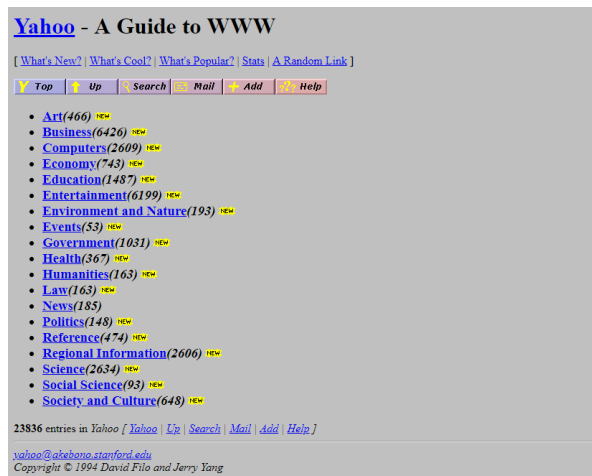 Yahoo - A Guide to WWW
[ What's New? | What's Cool? | What's Popular? | Stats | A Random Link ]
Y Top Up Search Mail Add ??? Help
Art(466) NEW
Business(6426) NEW
Computers(2609) NEW
Economy(743) NEW
Education(1487) NEW
Entertainment(6199) NEW
Environment and Nature(193) NEW
Events(53) NEW
Government(1031) NEW
Health(367) NEW
Humanities(163) NEW
Law(163) NEW
News(185)
Politics(148) NEW
Reference(474) NEW
Regional Information(2606) NEW
Science(2634) NEW
Social Science(93) NEW
Society and Culture(648) NEW
23836 entries in Yahoo [ Yahoo | Up | Search | Mail | Add | Help ]
yahoo@akebono.stanford.edu
Copyright © 1994 David Filo and Jerry Yang